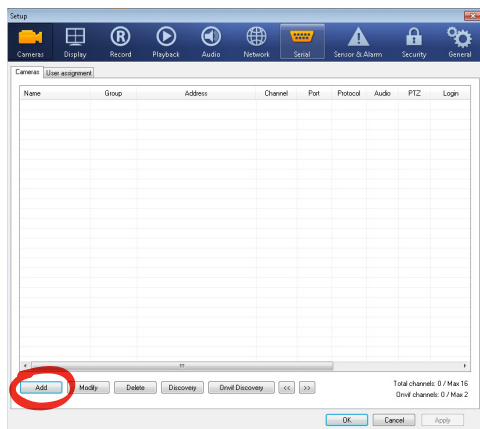 Setup
Cameras Display Record Playback Audio Network Serial Sensor & Alarm Security General
Cameras User assignment
Name Group Address Channel Port Protocol Audio PTZ Login
Add Modify Delete Discovery Onvif Discovery << >>
Total channels: 0 / Max 16
Onvif channels: 0 / Max 2
OK Cancel Apply